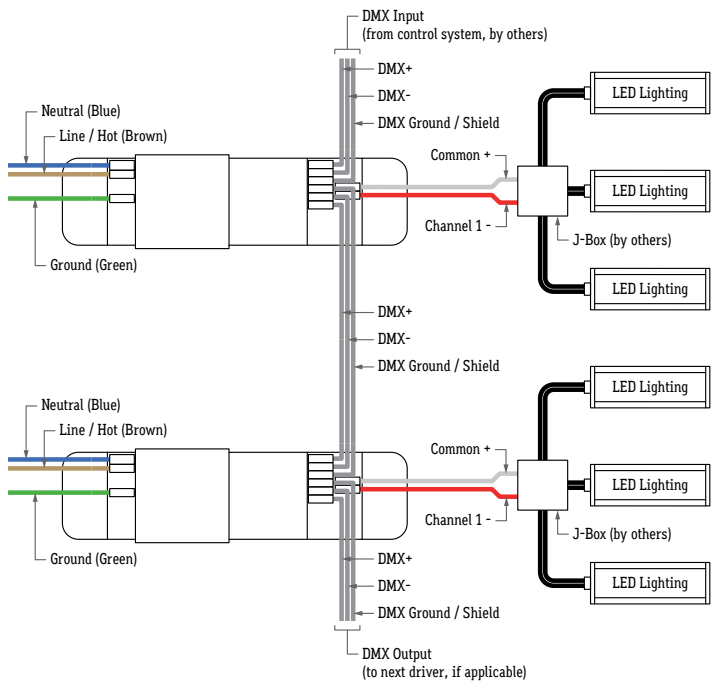 DMX Input
(from control system, by others)
DMX+
DMX-
DMX Ground / Shield
Neutral (Blue)
Line / Hot (Brown)
Ground (Green)
Common +
Channel 1 -
J-Box (by others)
LED Lighting
LED Lighting
LED Lighting
DMX+
DMX-
DMX Ground / Shield
Neutral (Blue)
Line / Hot (Brown)
Ground (Green)
Common +
Channel 1 -
J-Box (by others)
LED Lighting
LED Lighting
LED Lighting
DMX+
DMX-
DMX Ground / Shield
DMX Output
(to next driver, if applicable)